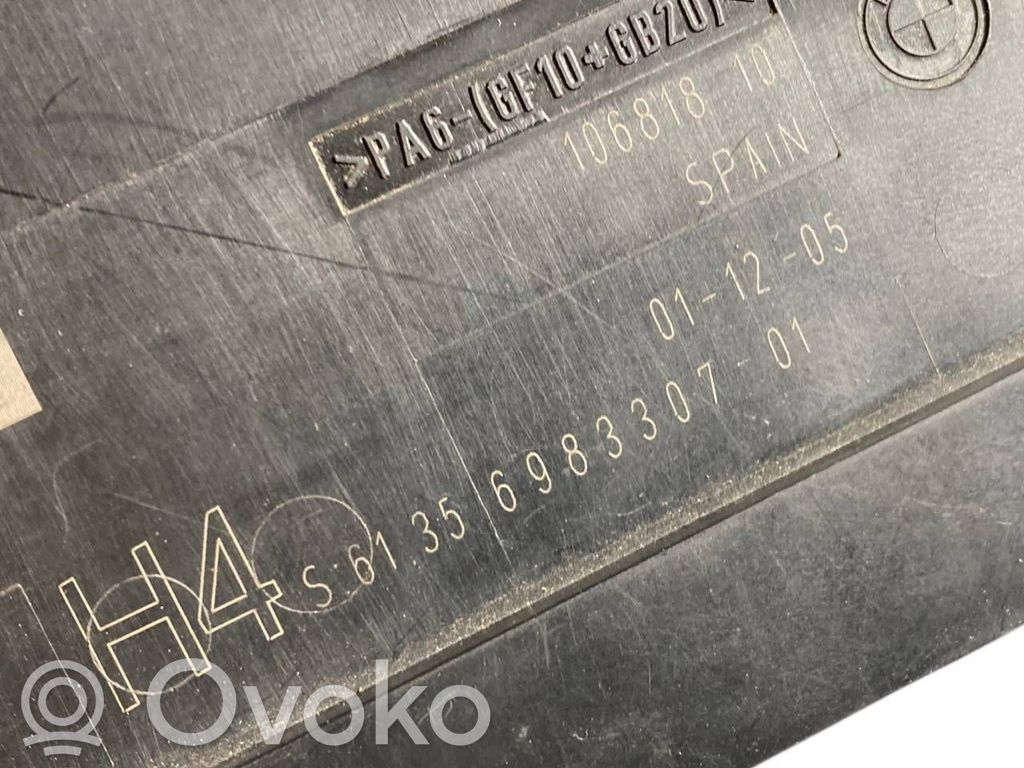 >PA6-(GF10+GB20)<
106818 10
SPAIN
01-12-05
S 61.35 6983307-01
H4
Ovoko